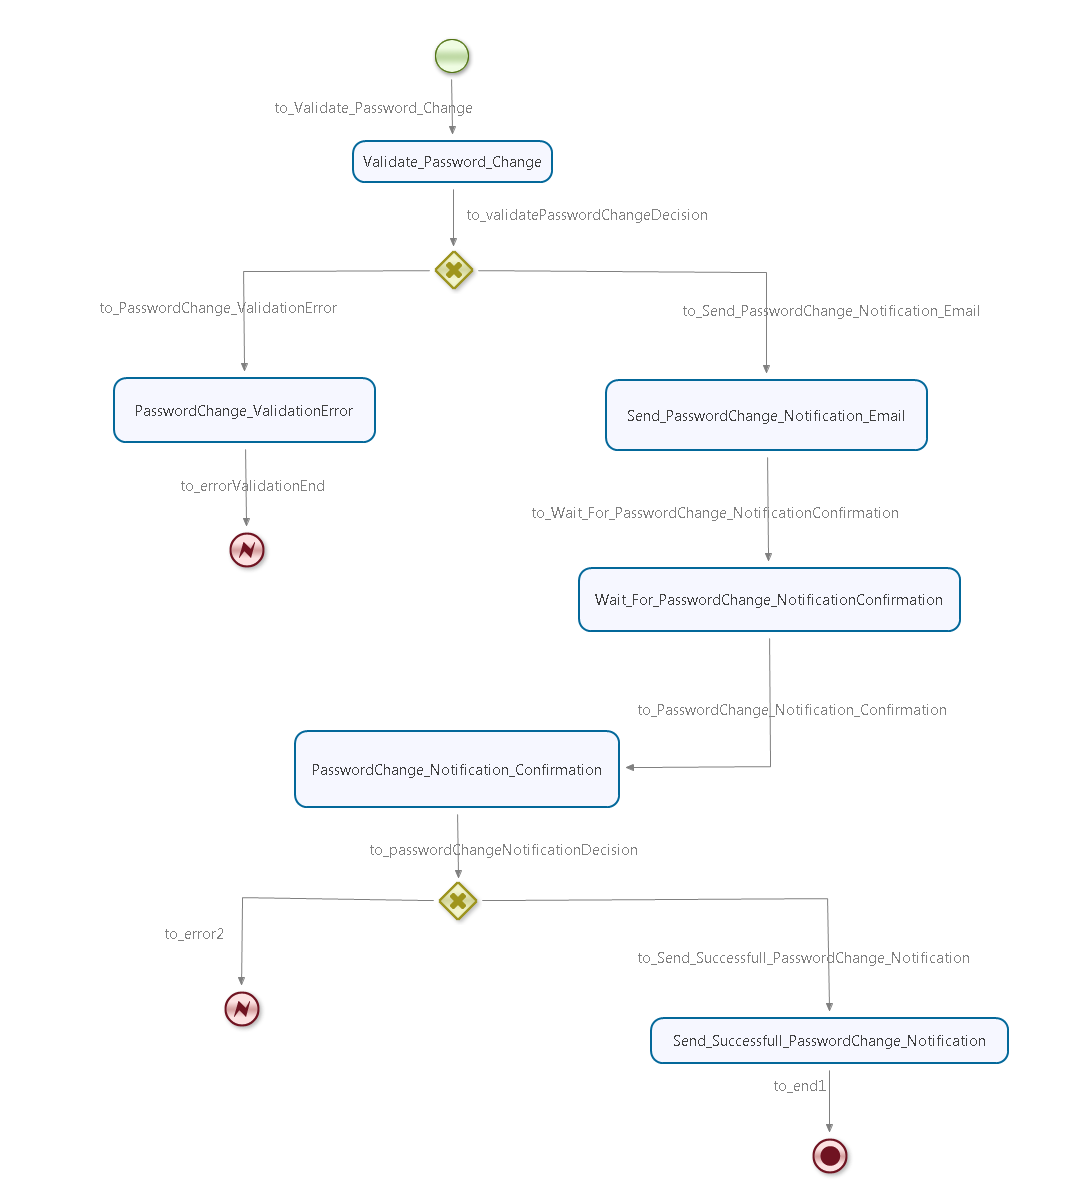 to_Validate_Password_Change
Validate_Password_Change
to_validatePasswordChangeDecision
to_PasswordChange_ValidationError
to_Send_PasswordChange_Notification_Email
PasswordChange_ValidationError
Send_PasswordChange_Notification_Email
to_errorValidationEnd
to_Wait_For_PasswordChange_NotificationConfirmation
Wait_For_PasswordChange_NotificationConfirmation
to_PasswordChange_Notification_Confirmation
PasswordChange_Notification_Confirmation
to_passwordChangeNotificationDecision
to_error2
to_Send_Successfull_PasswordChange_Notification
Send_Successfull_PasswordChange_Notification
to_end1